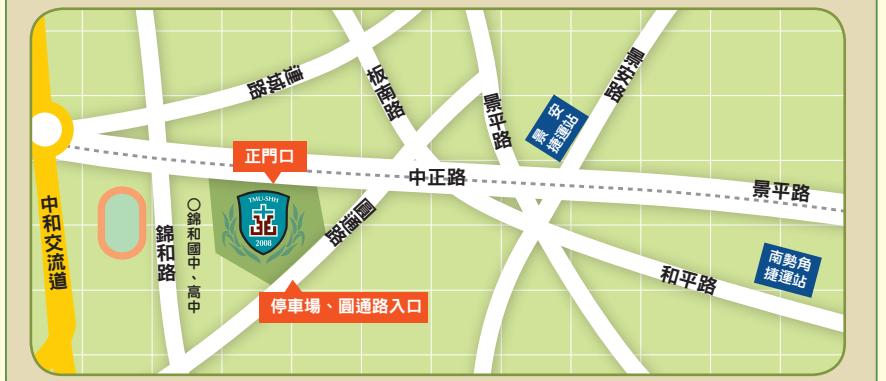 連城路
板南路
景平路
景安路
景安
捷運站
正門口
中正路
景平路
TMU-SHH
2008
中和交流道
錦和路
〇錦和國中、高中
圓通路
停車場、圓通路入口
和平路
南勢角
捷運站